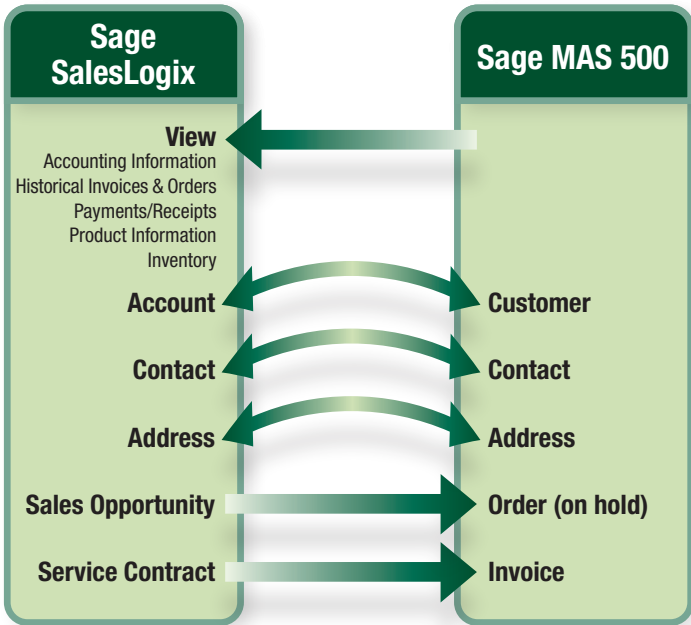 Sage
SalesLogix
Sage MAS 500
View
Accounting Information
Historical Invoices & Orders
Payments/Receipts
Product Information
Inventory
Account
Customer
Contact
Contact
Address
Address
Sales Opportunity
Order (on hold)
Service Contract
Invoice